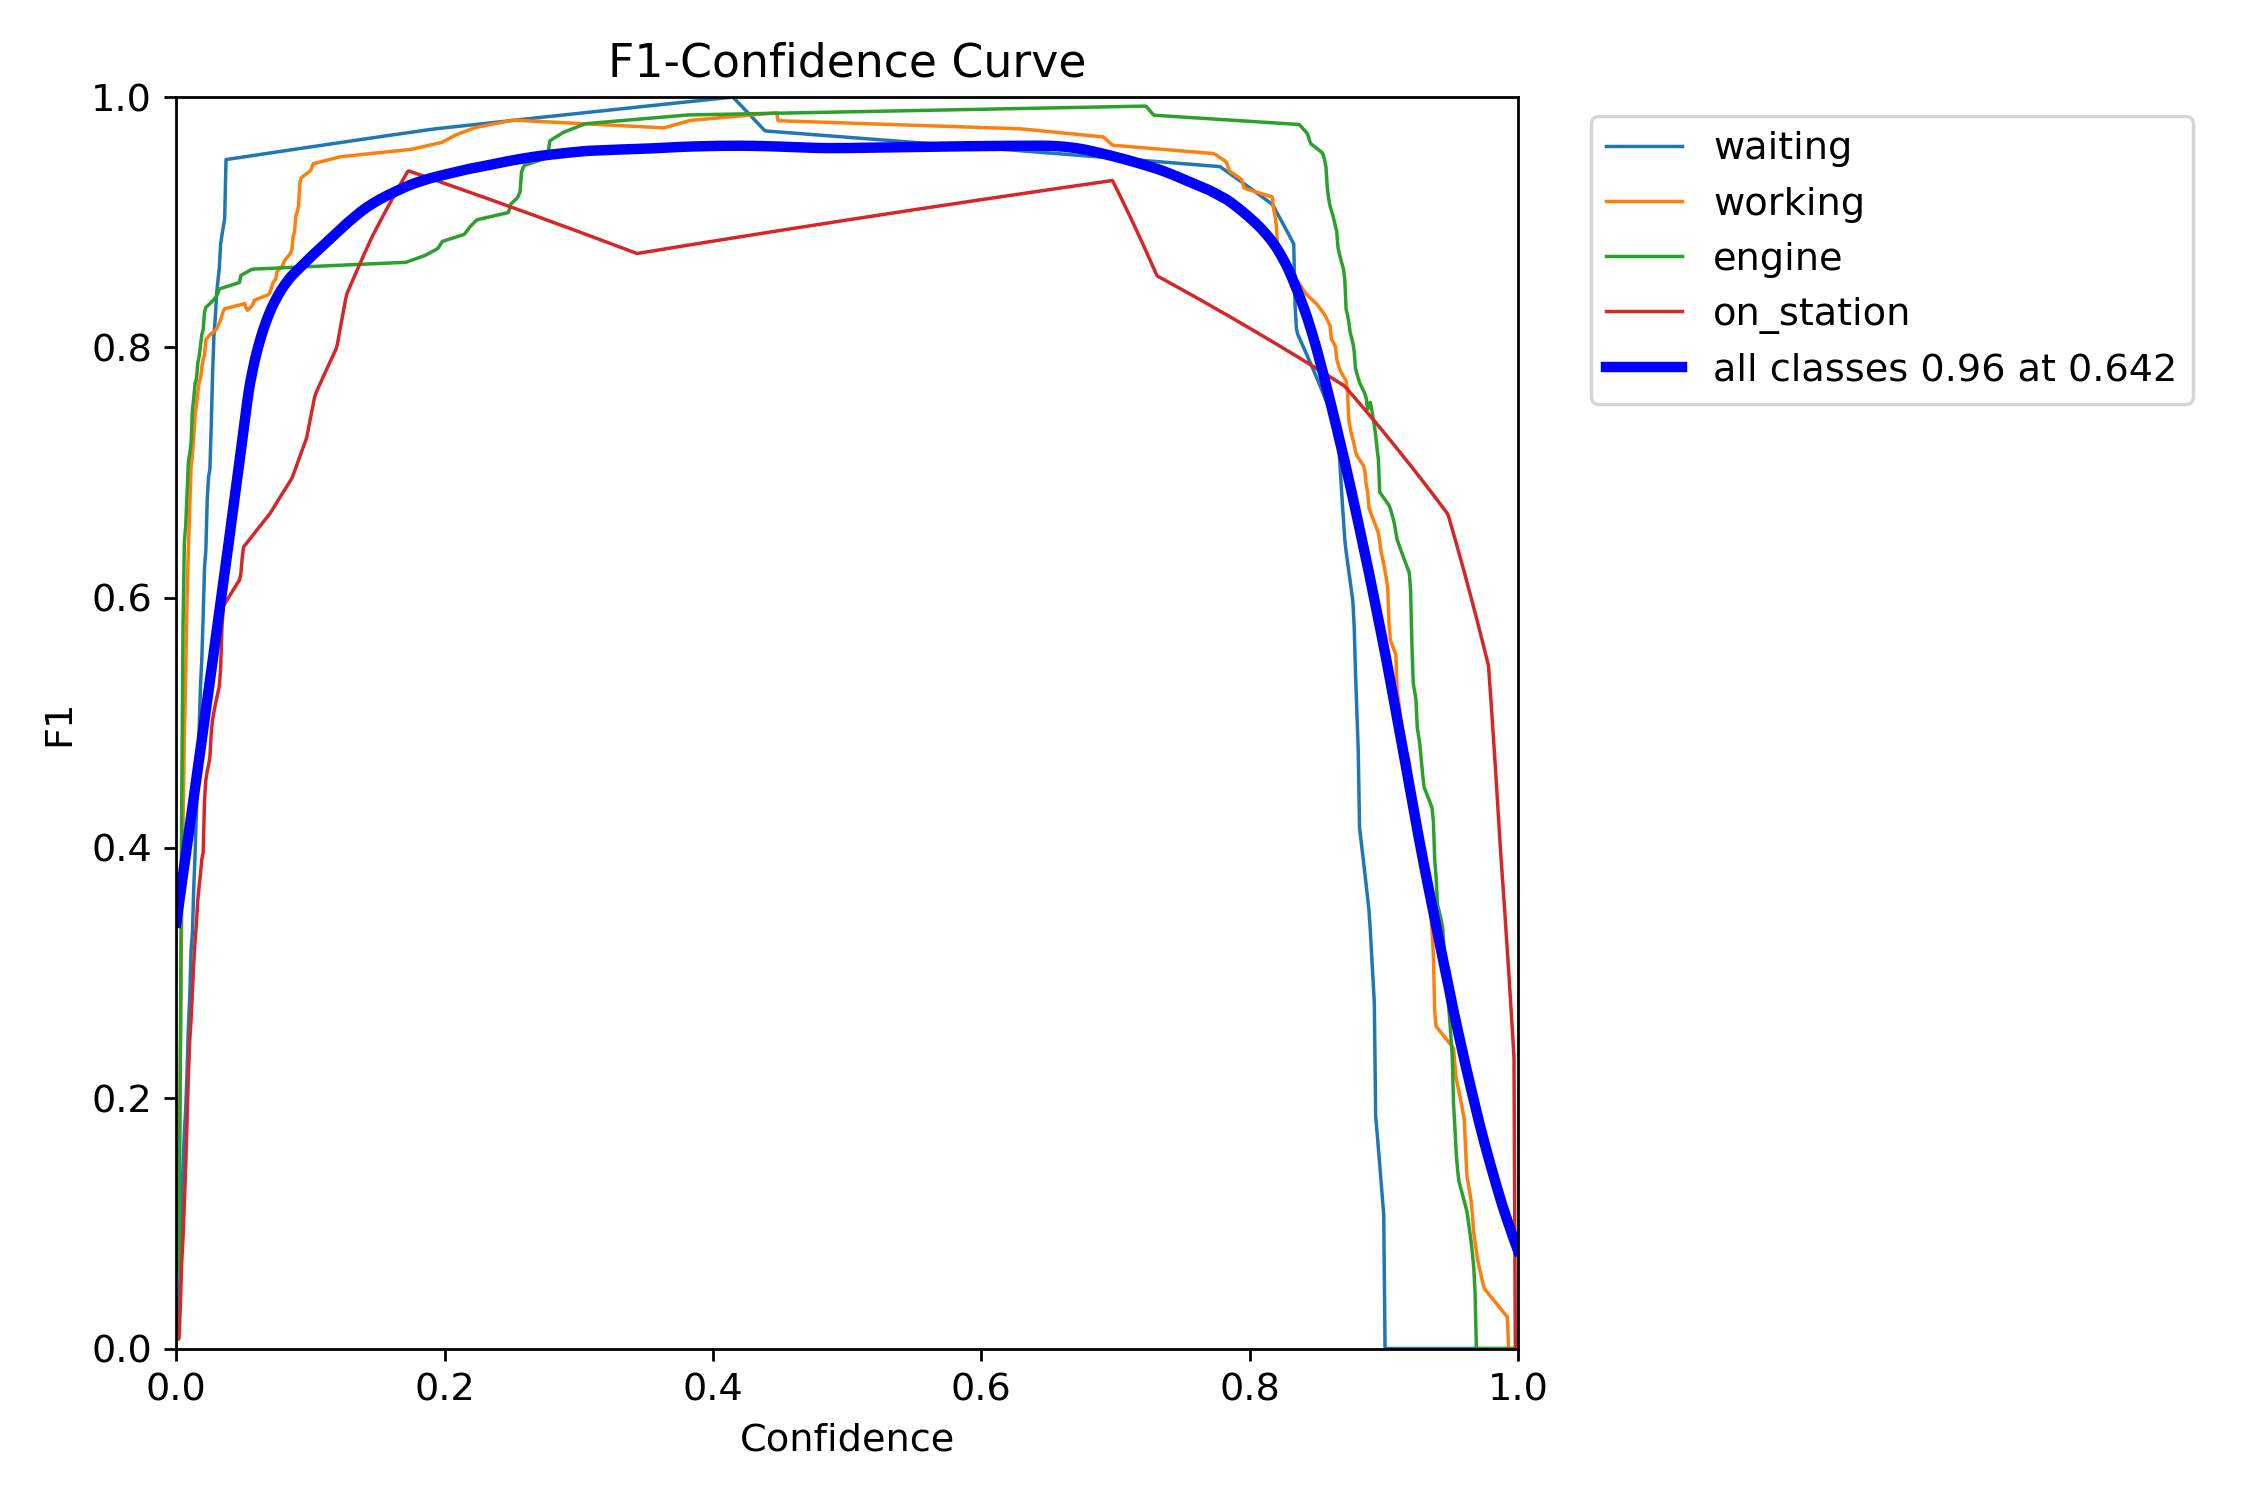 F1-Confidence Curve
1.0
0.8
0.6
0.4
0.2
0.0
F1
0.0 0.2 0.4 0.6 0.8 1.0
Confidence
waiting
working
engine
on_station
all classes 0.96 at 0.642